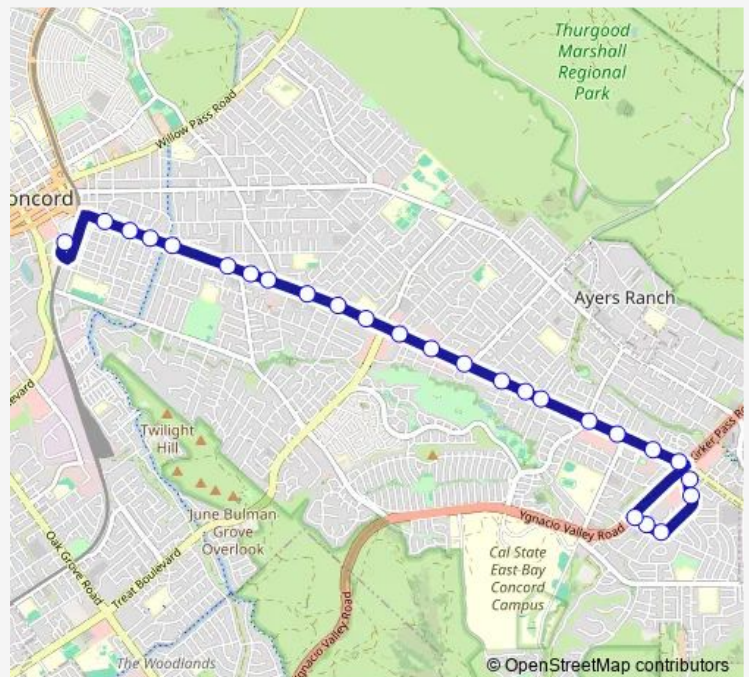 Thurgood
Marshall
Regional
Park
Willow Pass Road
oncord
Ayers Ranch
evard
Kirker Pass Ro
Twilight
Hill
June Bulman
Grove
Overlook
Ygnacio Valley Road
Oak Grove Road
Treat Boulevard
Cal State
East Bay
Concord
Campus
Ygnacio Valley Road
The Woodlands
© OpenStreetMap contributors